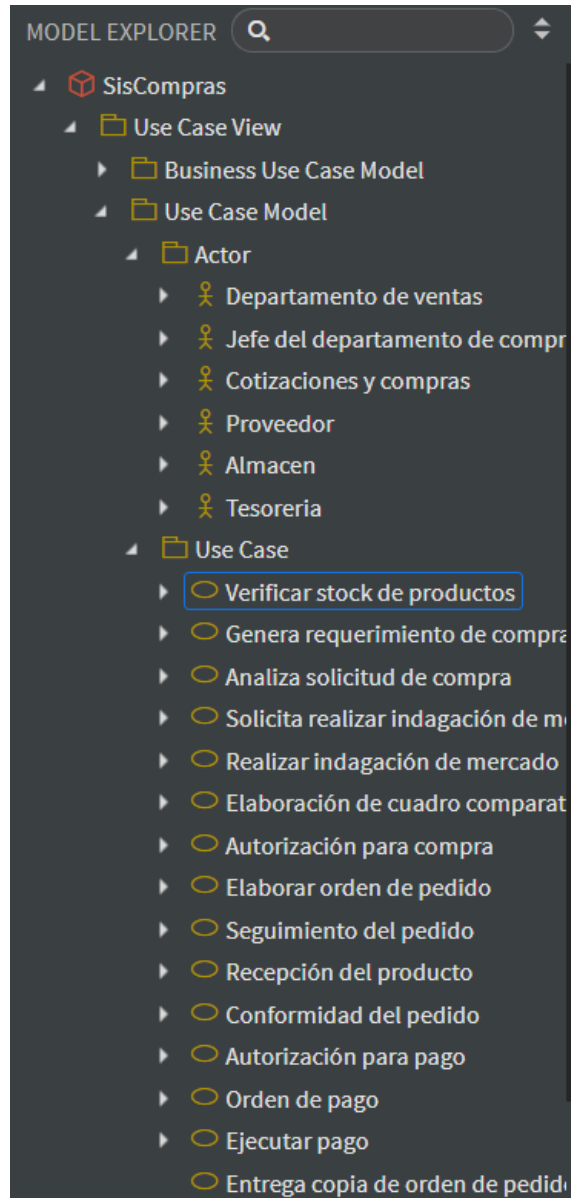 MODEL EXPLORER
SisCompras
Use Case View
Business Use Case Model
Use Case Model
Actor
Departamento de ventas
Jefe del departamento de compr
Cotizaciones y compras
Proveedor
Almacen
Tesoreria
Use Case
Verificar stock de productos
Genera requerimiento de compra
Analiza solicitud de compra
Solicita realizar indagación de m
Realizar indagación de mercado
Elaboración de cuadro comparat
Autorización para compra
Elaborar orden de pedido
Seguimiento del pedido
Recepción del producto
Conformidad del pedido
Autorización para pago
Orden de pago
Ejecutar pago
Entrega copia de orden de pedid